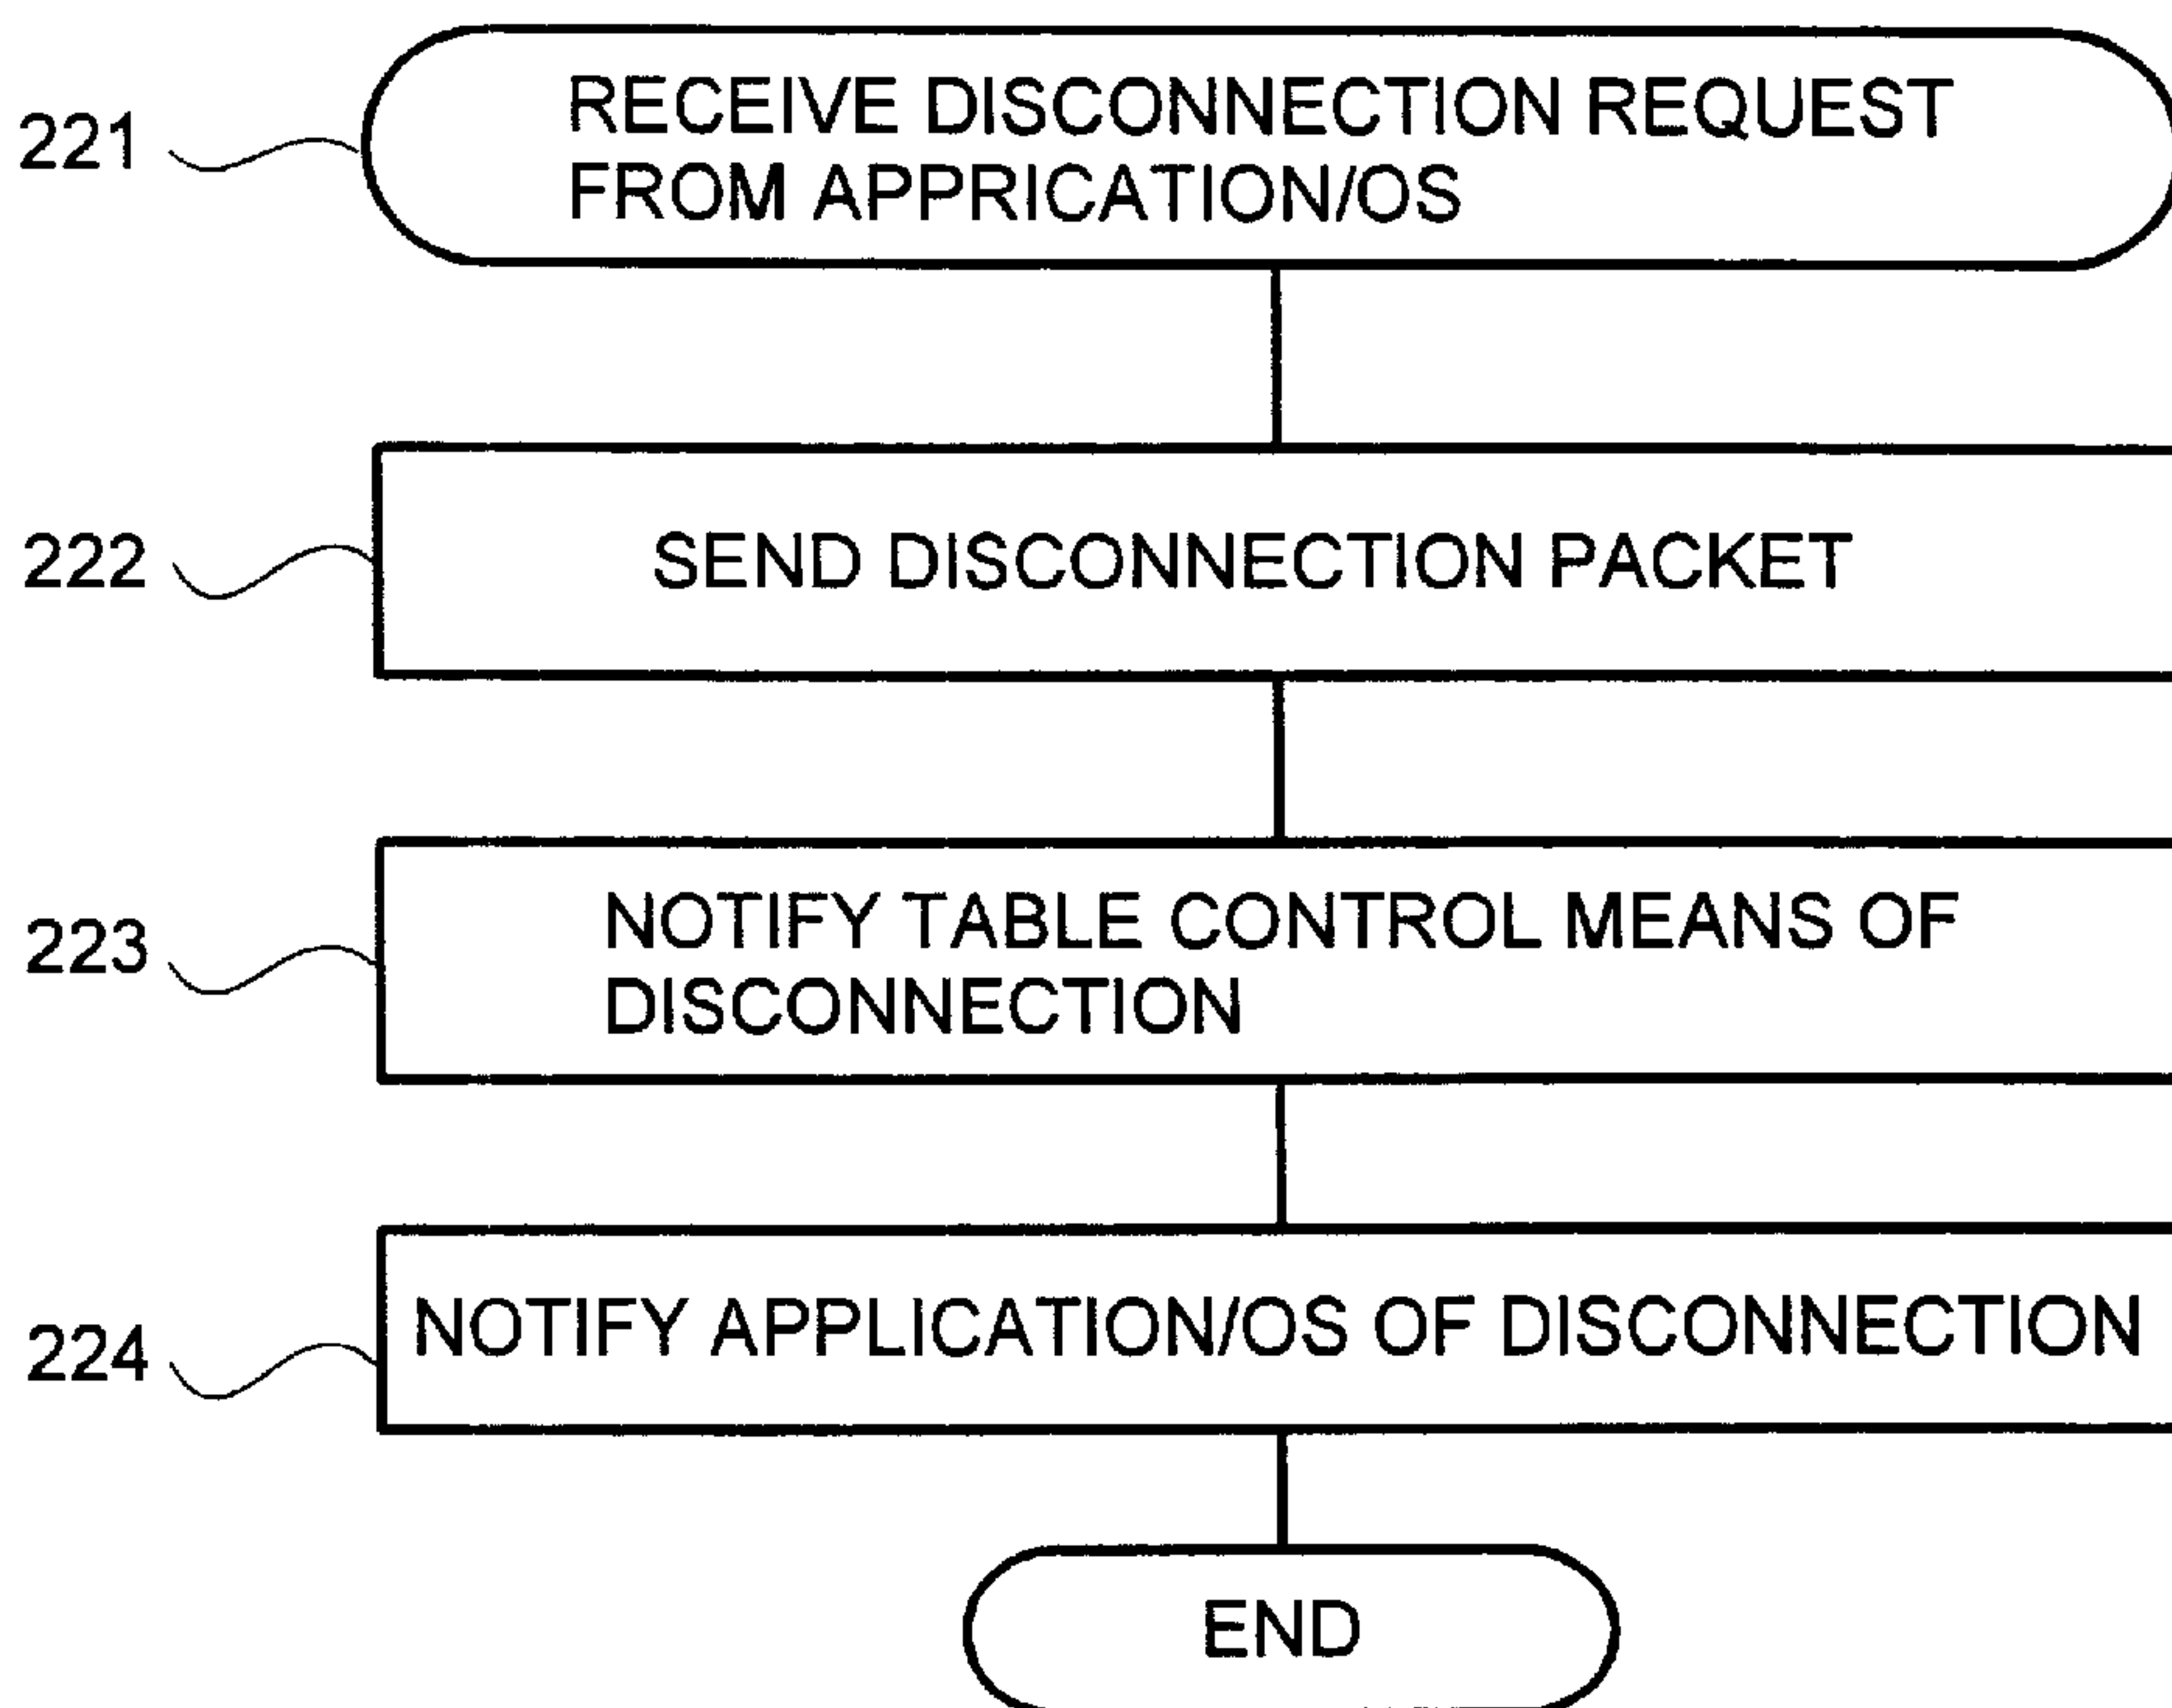 221
RECEIVE DISCONNECTION REQUEST
FROM APPRICATION/OS
222
SEND DISCONNECTION PACKET
223
NOTIFY TABLE CONTROL MEANS OF
DISCONNECTION
224
NOTIFY APPLICATION/OS OF DISCONNECTION
END